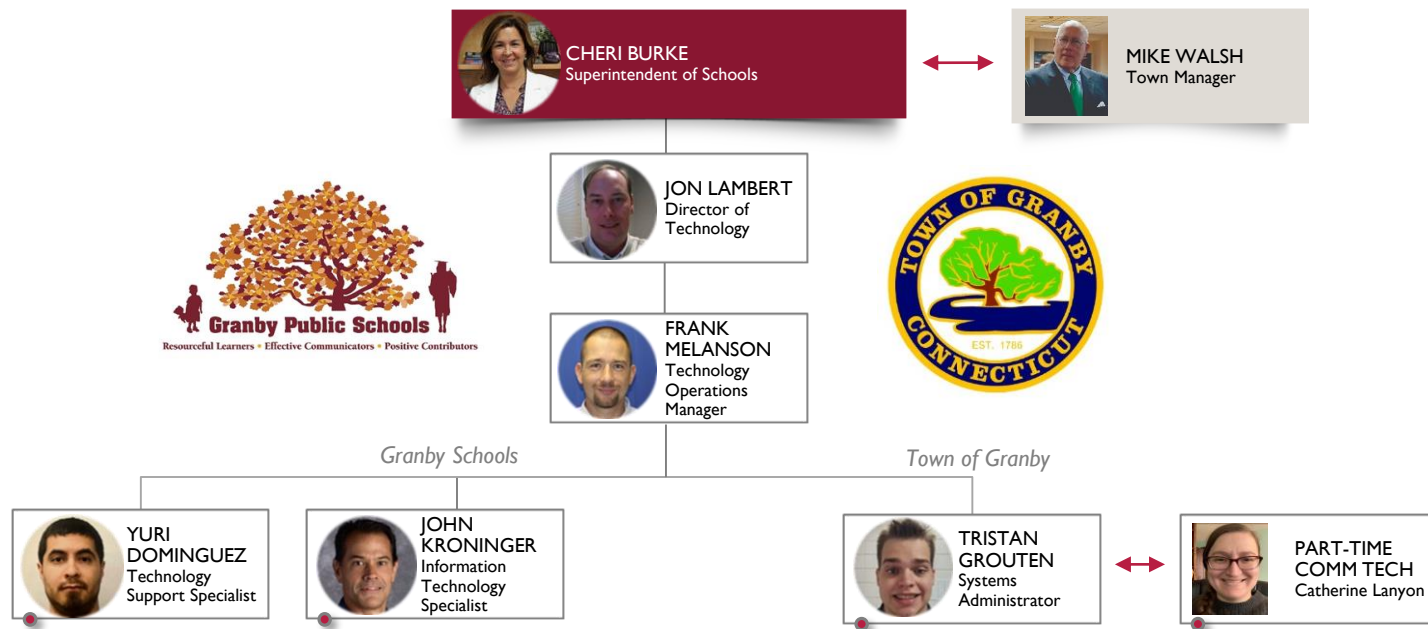 CHERI BURKE
Superintendent of Schools
MIKE WALSH
Town Manager
JON LAMBERT
Director of
Technology
Granby Public Schools
Resourceful Learners • Effective Communicators • Positive Contributors
TOWN OF GRANBY
EST. 1786
CONNECTICUT
FRANK
MELANSON
Technology
Operations
Manager
Granby Schools
Town of Granby
YURI
DOMINGUEZ
Technology
Support Specialist
JOHN
KRONINGER
Information
Technology
Specialist
TRISTAN
GROUTEN
Systems
Administrator
PART-TIME
COMM TECH
Catherine Lanyon